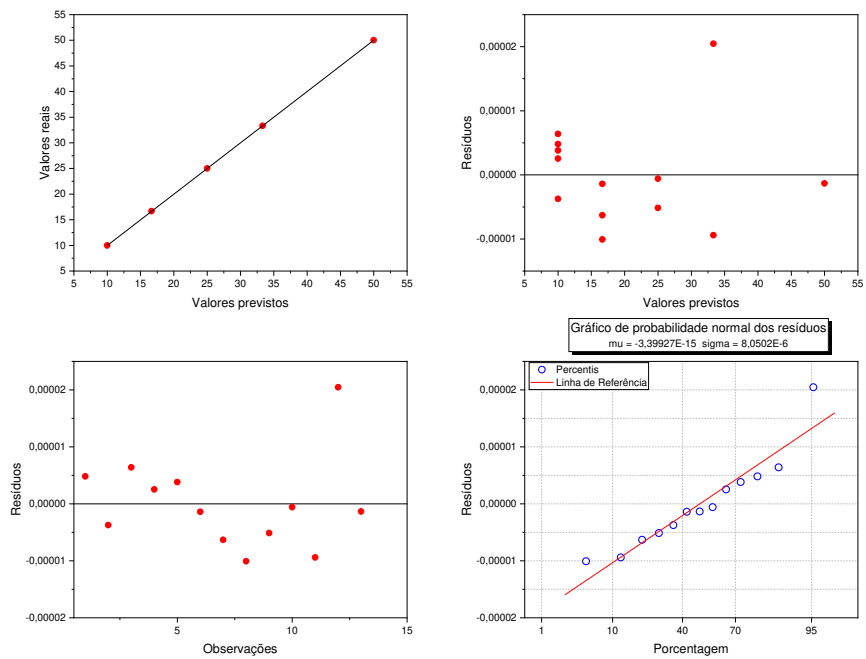 55
50
45
40
35
30
25
20
15
10
5
Valores reais
5 10 15 20 25 30 35 40 45 50 55
Valores previstos
0,00002
0,00001
0,00000
-0,00001
Resíduos
5 10 15 20 25 30 35 40 45 50 55
Valores previstos
0,00002
0,00001
0,00000
-0,00001
-0,00002
Resíduos
5 10 15
Observações
Gráfico de probabilidade normal dos resíduos
mu = -3,39927E-15 sigma = 8,0502E-6
Percentis
Linha de Referência
0,00002
0,00001
0,00000
-0,00001
-0,00002
Resíduos
1 10 40 70 95
Porcentagem